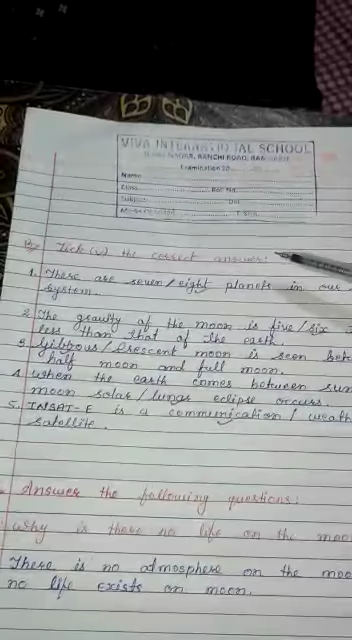 VIVA INTERNATIONAL SCHOOL
RANCHI ROAD,
Examination 20
Name
Class Roll No.
Subject
B) Tick (v) the correct answer:
1. There are seven/eight planets in our
system.
2. The gravity of the moon is five/six
less than that of the earth.
3. Gibbous/Crescent moon is seen
half moon and full moon.
4. When the earth comes between sun
moon solar/lunar eclipse occurs.
5. INSAT-E is a communication/
satellite.
Answer the following questions:
Why is there no life on the
There is no atmosphere on the
no life exists on moon.